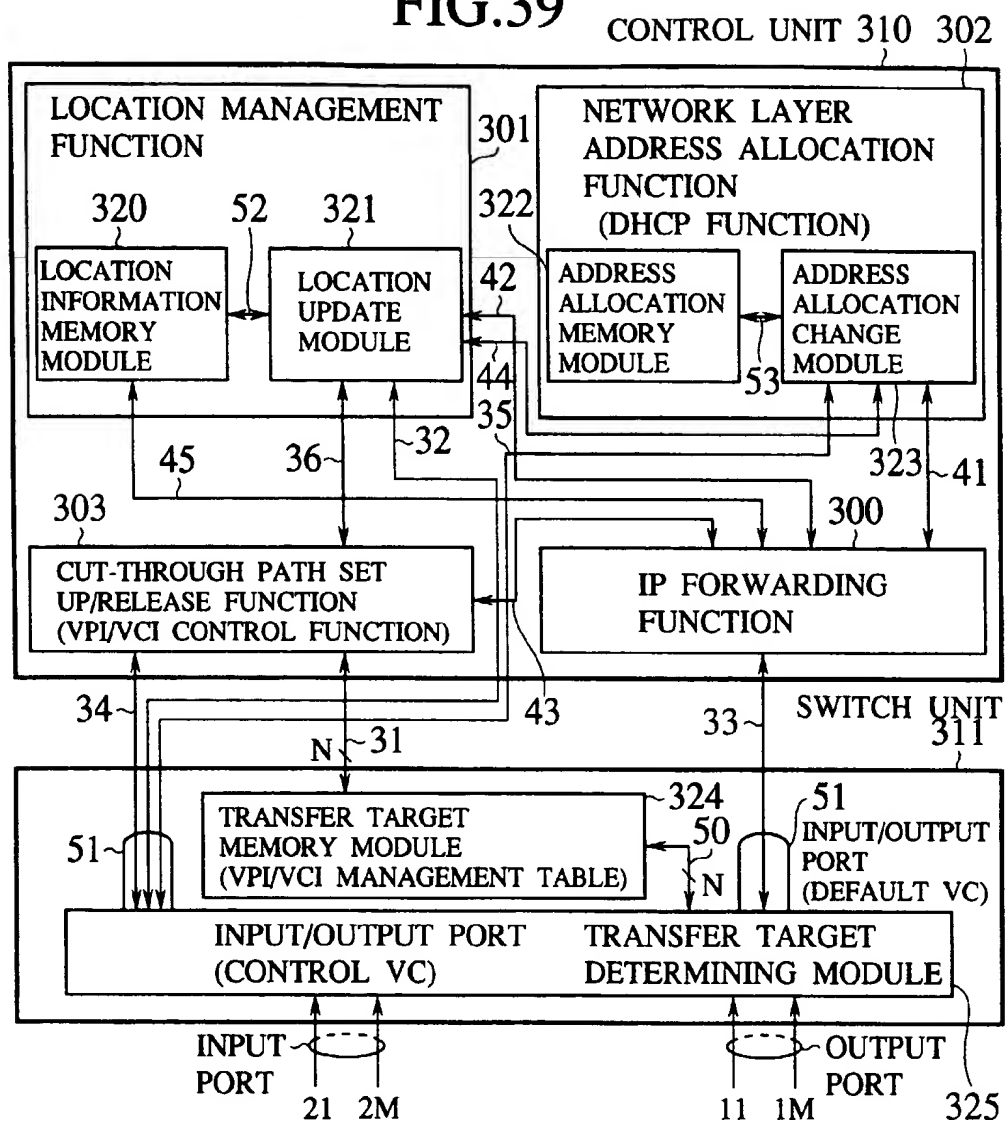 FIG.39
CONTROL UNIT 310 302
LOCATION MANAGEMENT
FUNCTION
301
NETWORK LAYER
ADDRESS ALLOCATION
FUNCTION
(DHCP FUNCTION)
320
52
321
322
LOCATION
INFORMATION
MEMORY
MODULE
LOCATION
UPDATE
MODULE
42
44
ADDRESS
ALLOCATION
MEMORY
MODULE
53
ADDRESS
ALLOCATION
CHANGE
MODULE
35
32
36
45
323
41
303
300
CUT-THROUGH PATH SET
UP/RELEASE FUNCTION
(VPI/VCI CONTROL FUNCTION)
IP FORWARDING
FUNCTION
34
N
31
43
33
SWITCH UNIT
311
324
TRANSFER TARGET
MEMORY MODULE
(VPI/VCI MANAGEMENT TABLE)
51
50
N
51
INPUT/OUTPUT
PORT
(DEFAULT VC)
INPUT/OUTPUT PORT
(CONTROL VC)
TRANSFER TARGET
DETERMINING MODULE
INPUT
PORT
21 2M
11 1M
OUTPUT
PORT
325